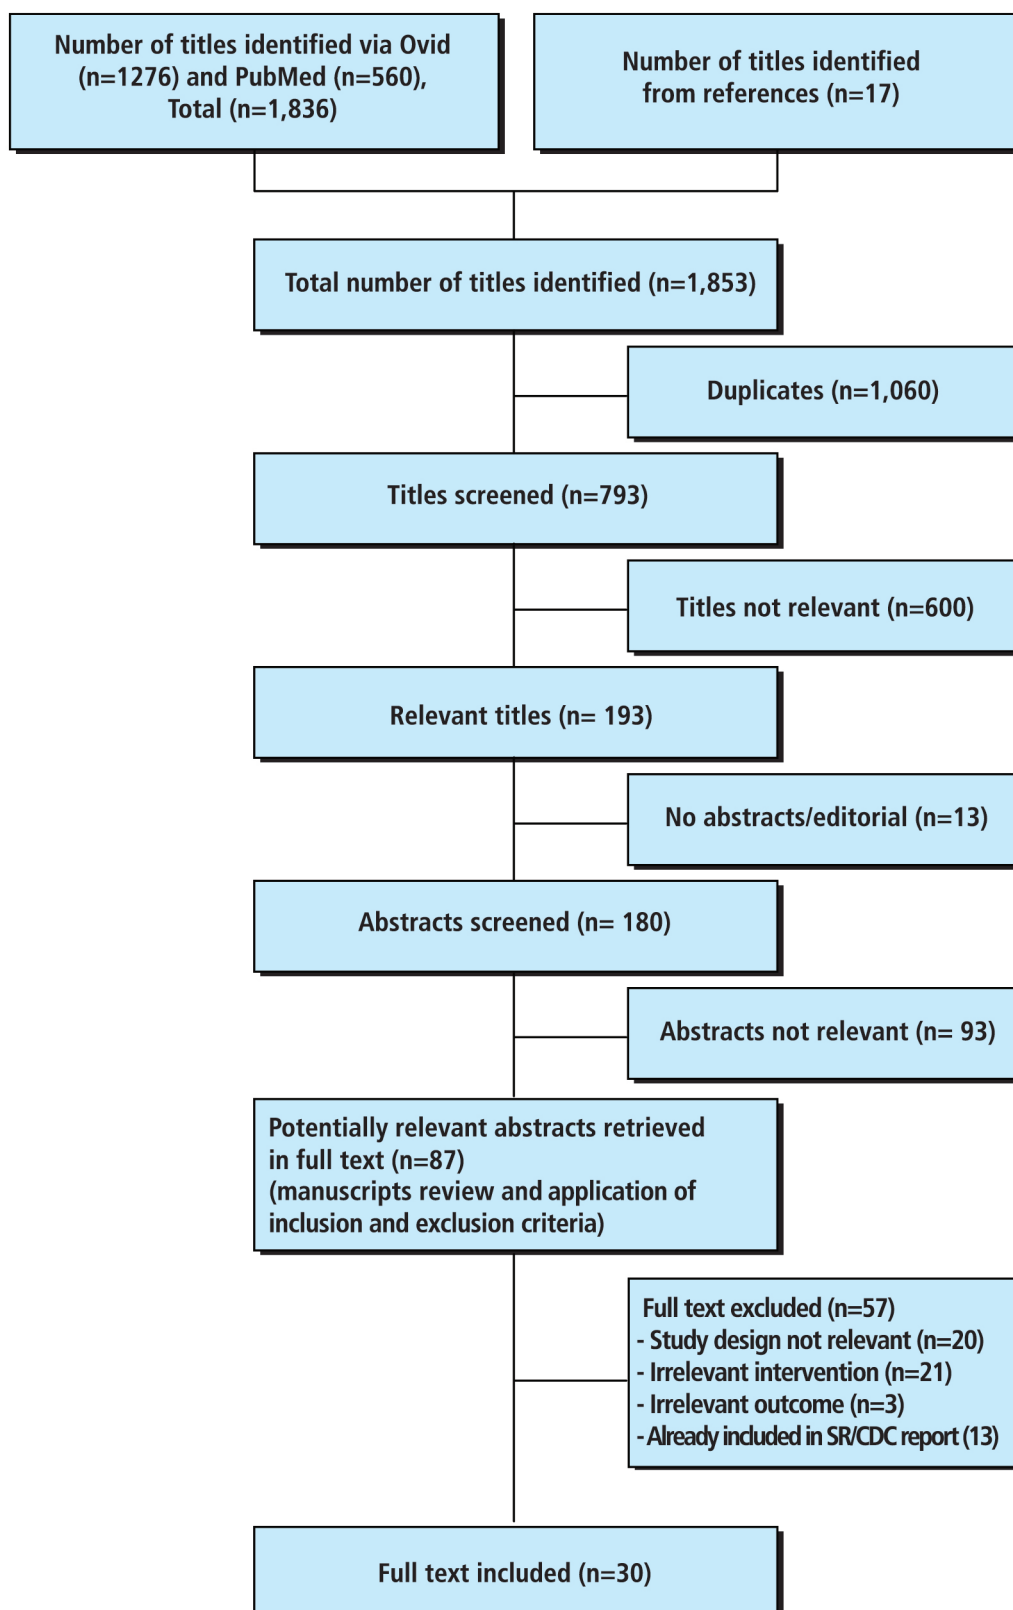 Number of titles identified via Ovid
(n=1276) and PubMed (n=560),
Total (n=1,836)
Number of titles identified
from references (n=17)
Total number of titles identified (n=1,853)
Duplicates (n=1,060)
Titles screened (n=793)
Titles not relevant (n=600)
Relevant titles (n= 193)
No abstracts/editorial (n=13)
Abstracts screened (n= 180)
Abstracts not relevant (n= 93)
Potentially relevant abstracts retrieved
in full text (n=87)
(manuscripts review and application of
inclusion and exclusion criteria)
Full text excluded (n=57)
- Study design not relevant (n=20)
- Irrelevant intervention (n=21)
- Irrelevant outcome (n=3)
- Already included in SR/CDC report (13)
Full text included (n=30)